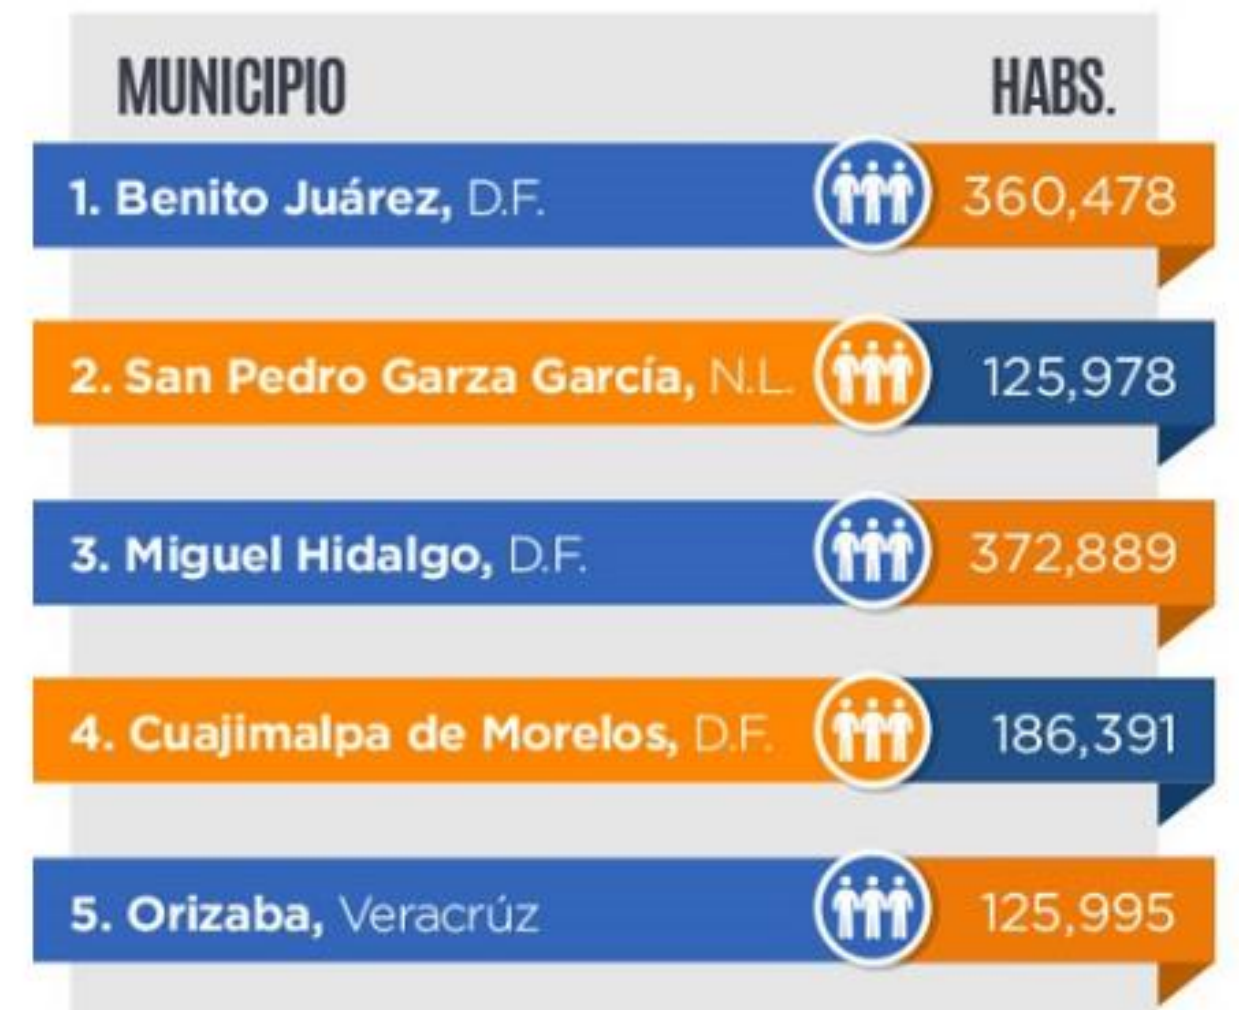 MUNICIPIO HABS.
1. Benito Juárez, D.F. 360,478
2. San Pedro Garza García, N.L. 125,978
3. Miguel Hidalgo, D.F. 372,889
4. Cuajimalpa de Morelos, D.F. 186,391
5. Orizaba, Veracrúz 125,995